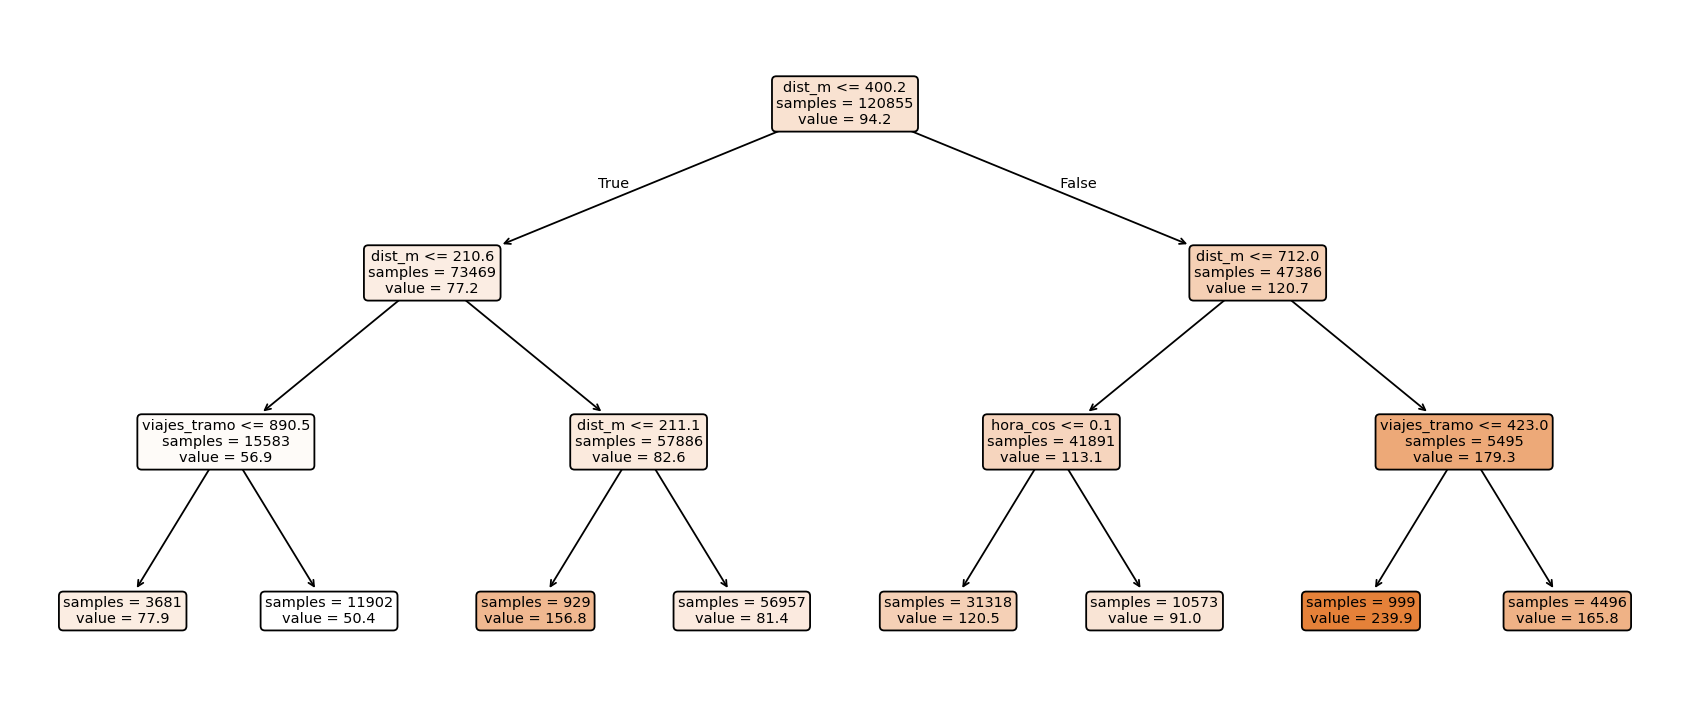 dist_m <= 400.2
samples = 120855
value = 94.2
True
False
dist_m <= 210.6
samples = 73469
value = 77.2
dist_m <= 712.0
samples = 47386
value = 120.7
viajes_tramo <= 890.5
samples = 15583
value = 56.9
dist_m <= 211.1
samples = 57886
value = 82.6
hora_cos <= 0.1
samples = 41891
value = 113.1
viajes_tramo <= 423.0
samples = 5495
value = 179.3
samples = 3681
value = 77.9
samples = 11902
value = 50.4
samples = 929
value = 156.8
samples = 56957
value = 81.4
samples = 31318
value = 120.5
samples = 10573
value = 91.0
samples = 999
value = 239.9
samples = 4496
value = 165.8